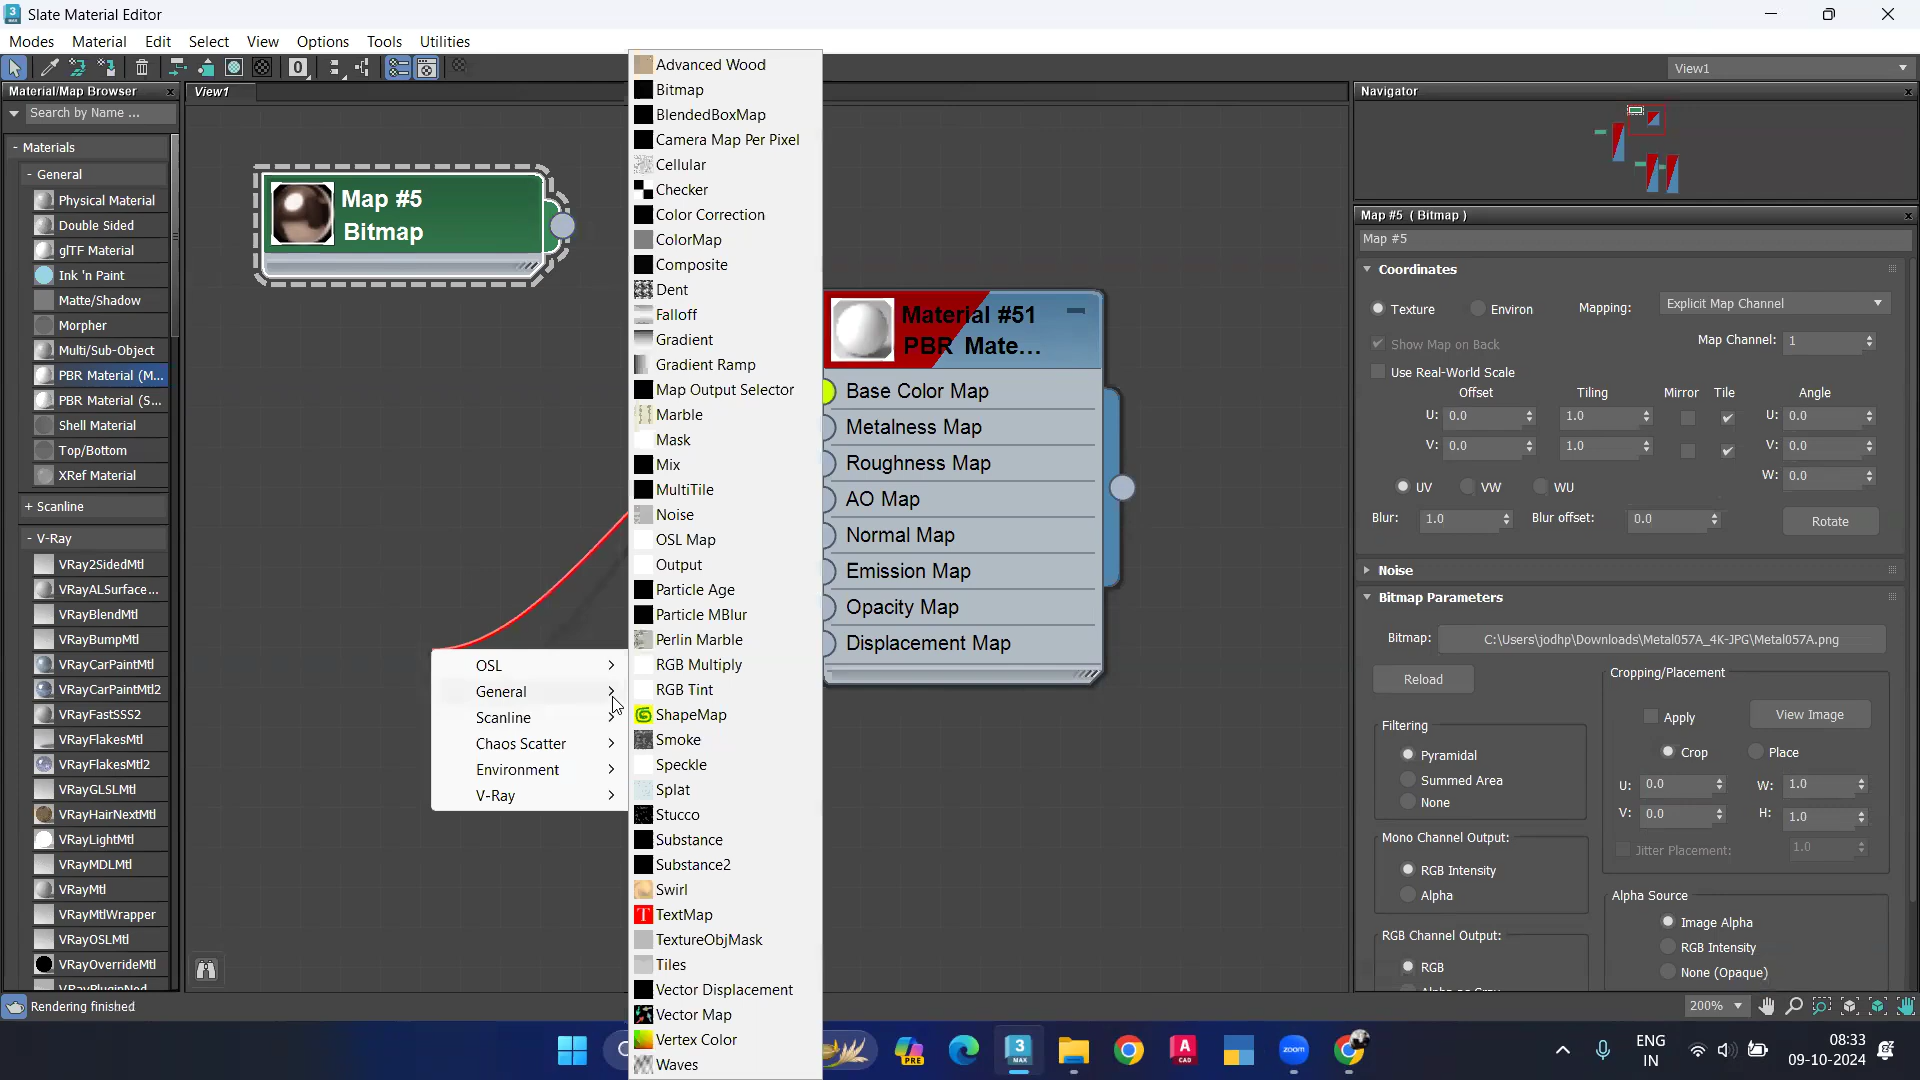 Slate Material Editor
Modes Material Edit Select View Options Tools Utilities
View1
Material/Map Browser
Search by Name ...
- Materials
- General
Physical Material
Double Sided
glTF Material
Ink 'n Paint
Matte/Shadow
Morpher
Multi/Sub-Object
PBR Material (M...
PBR Material (S...
Shell Material
Top/Bottom
XRef Material
+ Scanline
- V-Ray
VRay2SidedMtl
VRayALSurface...
VRayBlendMtl
VRayBumpMtl
VRayCarPaintMtl
VRayCarPaintMtl2
VRayFastSSS2
VRayFlakesMtl
VRayFlakesMtl2
VRayGLSLMtl
VRayHairNextMtl
VRayLightMtl
VRayMDLMtl
VRayMtl
VRayMtlWrapper
VRayOSLMtl
VRayOverrideMtl
Rendering finished
View1
Map #5
Bitmap
OSL
General
Scanline
Chaos Scatter
Environment
V-Ray
Advanced Wood
Bitmap
BlendedBoxMap
Camera Map Per Pixel
Cellular
Checker
Color Correction
ColorMap
Composite
Dent
Falloff
Gradient
Gradient Ramp
Map Output Selector
Marble
Mask
Mix
MultiTile
Noise
OSL Map
Output
Particle Age
Particle MBlur
Perlin Marble
RGB Multiply
RGB Tint
ShapeMap
Smoke
Speckle
Splat
Stucco
Substance
Substance2
Swirl
TextMap
TextureObjMask
Tiles
Vector Displacement
Vector Map
Vertex Color
Waves
Material #51
PBR Mate...
Base Color Map
Metalness Map
Roughness Map
AO Map
Normal Map
Emission Map
Opacity Map
Displacement Map
Navigator
Map #5 ( Bitmap )
Map #5
Coordinates
Texture Environ Mapping: Explicit Map Channel
Show Map on Back Map Channel: 1
Use Real-World Scale
Offset Tiling Mirror Tile Angle
U: 0.0 1.0 U: 0.0
V: 0.0 1.0 V: 0.0
W: 0.0
UV VW WU
Blur: 1.0 Blur offset: 0.0 Rotate
Noise
Bitmap Parameters
Bitmap: C:\Users\jodhp\Downloads\Metal057A_4K-JPG\Metal057A.png
Reload
Cropping/Placement
Apply View Image
Crop Place
U: 0.0 W: 1.0
V: 0.0 H: 1.0
Jitter Placement: 1.0
Filtering
Pyramidal
Summed Area
None
Mono Channel Output:
RGB Intensity
Alpha
RGB Channel Output:
RGB
Alpha Source
Image Alpha
RGB Intensity
None (Opaque)
200%
PRE
3
MAX
A
CAD
zoom
ENG
IN
08:33
09-10-2024